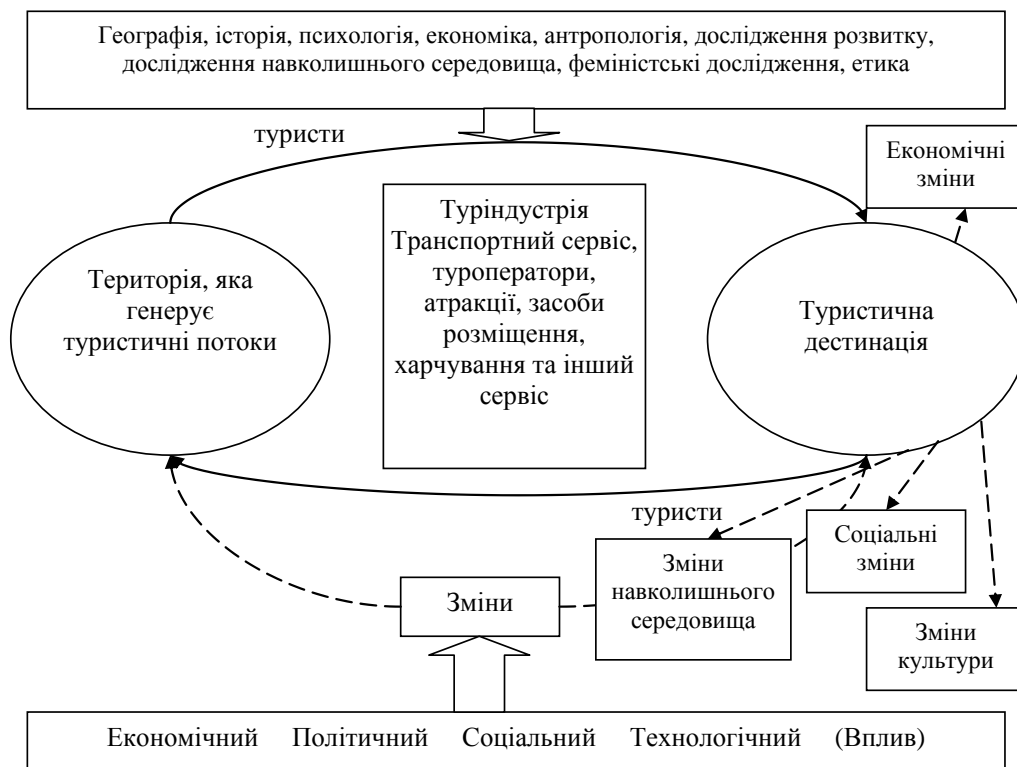 Географія, історія, психологія, економіка, антропологія, дослідження розвитку,
дослідження навколишнього середовища, феміністські дослідження, етика
туристи
Економічні
зміни
Територія, яка
генерує
туристичні потоки
Туріндустрія
Транспортний сервіс,
туроператори,
атракції, засоби
розміщення,
харчування та інший
сервіс
Туристична
дестинація
туристи
Зміни
Зміни
навколишнього
середовища
Соціальні
зміни
Зміни
культури
Економічний Політичний Соціальний Технологічний (Вплив)